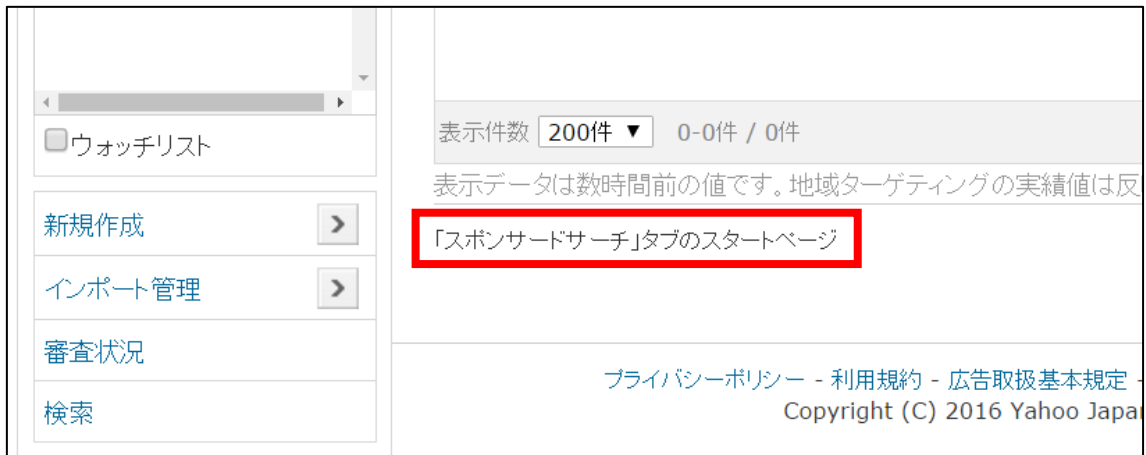 ウォッチリスト
新規作成
インポート管理
審査状況
検索
表示件数 200件 ▼ 0-0件 / 0件
表示データは数時間前の値です。地域ターゲティングの実績値は反
「スポンサードサーチ」タブのスタートページ
プライバシーポリシー - 利用規約 - 広告取扱基本規定 -
Copyright (C) 2016 Yahoo Japa